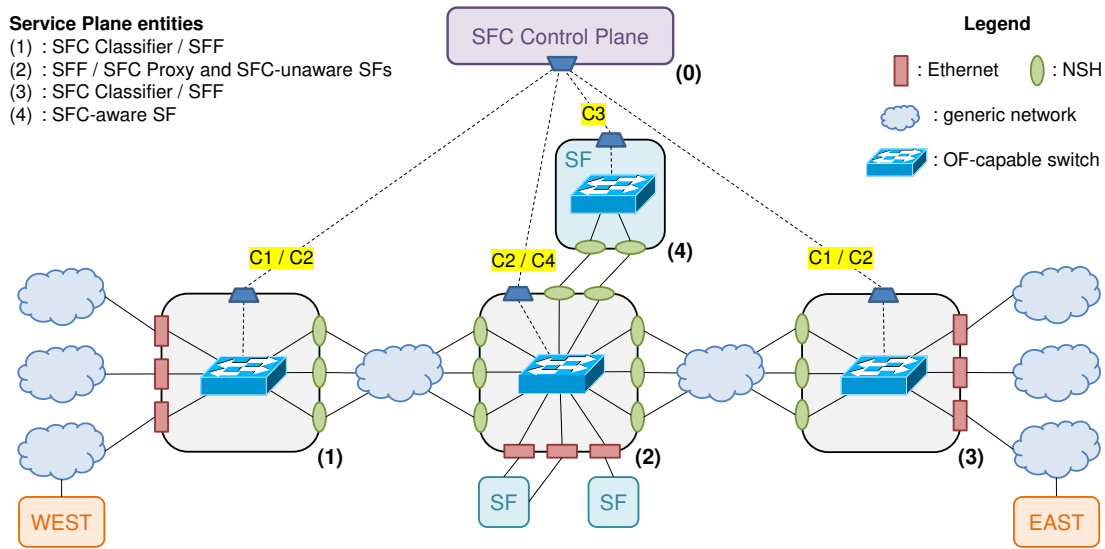 Service Plane entities
(1) : SFC Classifier / SFF
(2) : SFF / SFC Proxy and SFC-unaware SFs
(3) : SFC Classifier / SFF
(4) : SFC-aware SF
SFC Control Plane
(0)
Legend
: Ethernet
: NSH
: generic network
: OF-capable switch
C3
SF
(4)
C1 / C2
C2 / C4
C1 / C2
(1)
(2)
(3)
SF
SF
WEST
EAST